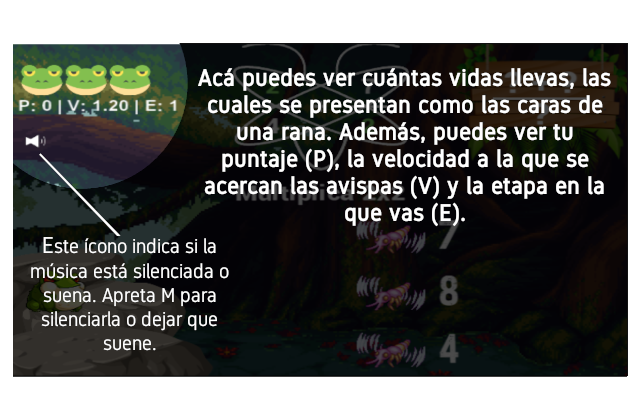 P: 0 | V: 1.20 | E: 1
Acá puedes ver cuántas vidas llevas, las
cuales se presentan como las caras de
una rana. Además, puedes ver tu
puntaje (P), la velocidad a la que se
acercan las avispas (V) y la etapa en la
que vas (E).
Multiplica 2x2
7
8
4
Este ícono indica si la
música está silenciada o
suena. Apreta M para
silenciarla o dejar que
suene.